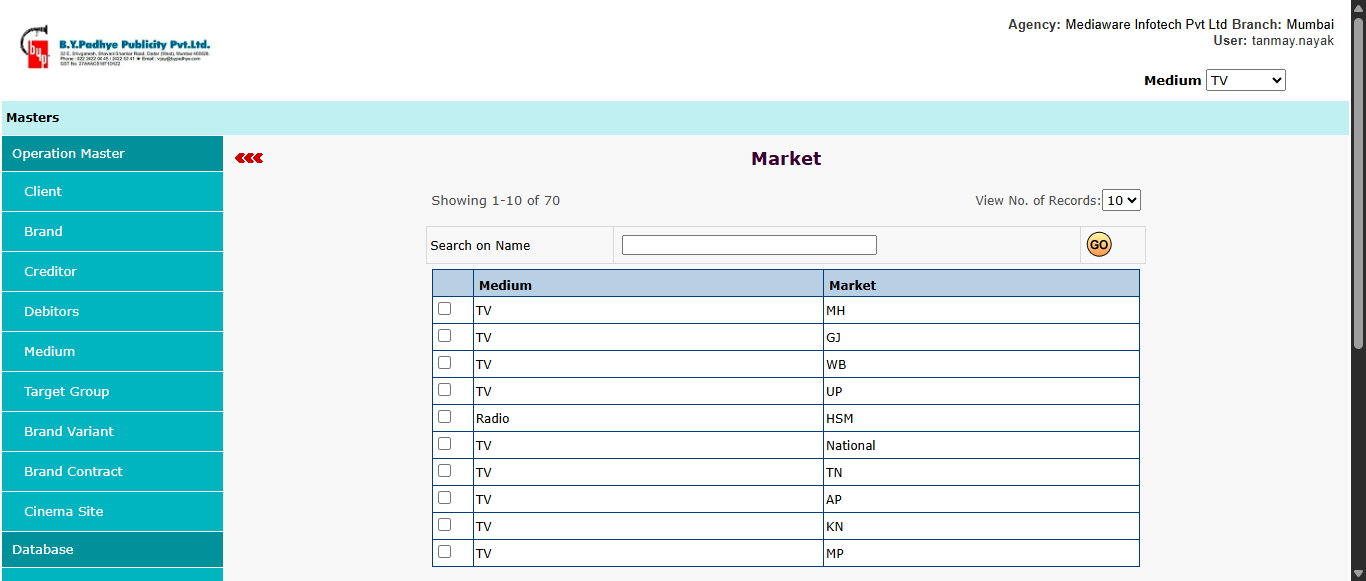 Agency: Mediaware Infotech Pvt Ltd Branch: Mumbai
User: tanmay.nayak
byp
B.Y.Padhye Publicity Pvt.Ltd.
Medium TV
Masters
Operation Master
Client
Brand
Creditor
Debitors
Medium
Target Group
Brand Variant
Brand Contract
Cinema Site
Database
Market
Showing 1-10 of 70
View No. of Records: 10
Search on Name
GO
Medium Market
TV MH
TV GJ
TV WB
TV UP
Radio HSM
TV National
TV TN
TV AP
TV KN
TV MP